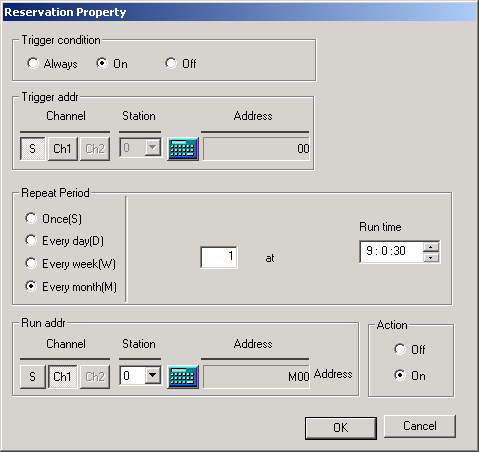 Reservation Property
Trigger condition
Always On Off
Trigger addr
Channel Station Address
S Ch1 Ch2 0 00
Repeat Period
Once(S)
Every day(D)
Every week(W)
Every month(M)
1 at
Run time
9 : 0 :30
Run addr
Channel Station Address
S Ch1 Ch2 0 M00 Address
Action
Off
On
OK Cancel